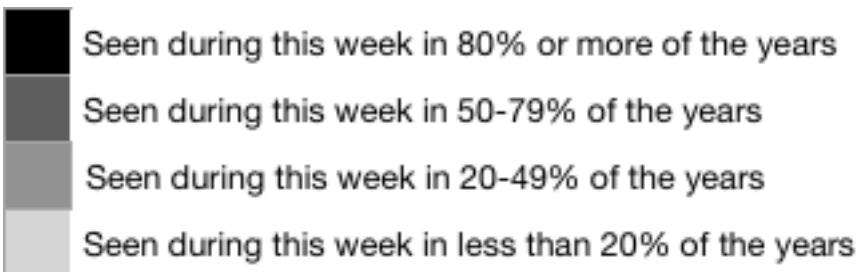 Seen during this week in 80% or more of the years
Seen during this week in 50-79% of the years
Seen during this week in 20-49% of the years
Seen during this week in less than 20% of the years